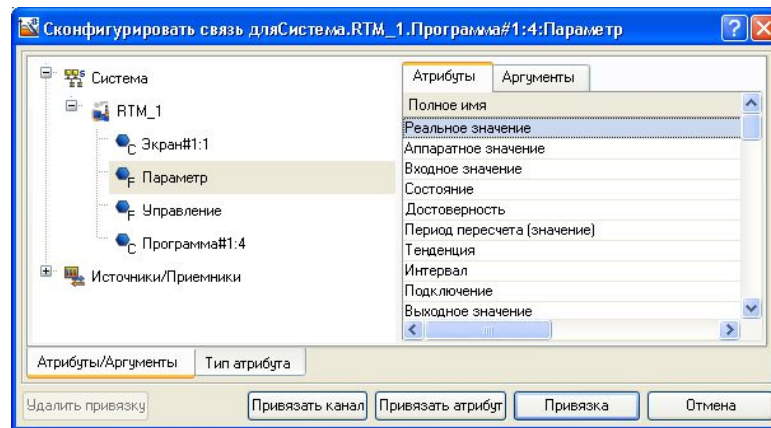 Сконфигурировать связь дляСистема.RTM_1.Программа#1:4:Параметр
Система
RTM_1
Экран#1:1
Параметр
Управление
Программа#1:4
Источники/Приемники
Атрибуты Аргументы
Полное имя
Реальное значение
Аппаратное значение
Входное значение
Состояние
Достоверность
Период пересчета (значение)
Тенденция
Интервал
Подключение
Выходное значение
Атрибуты/Аргументы Тип атрибута
Удалить привязку Привязать канал Привязать атрибут Привязка Отмена